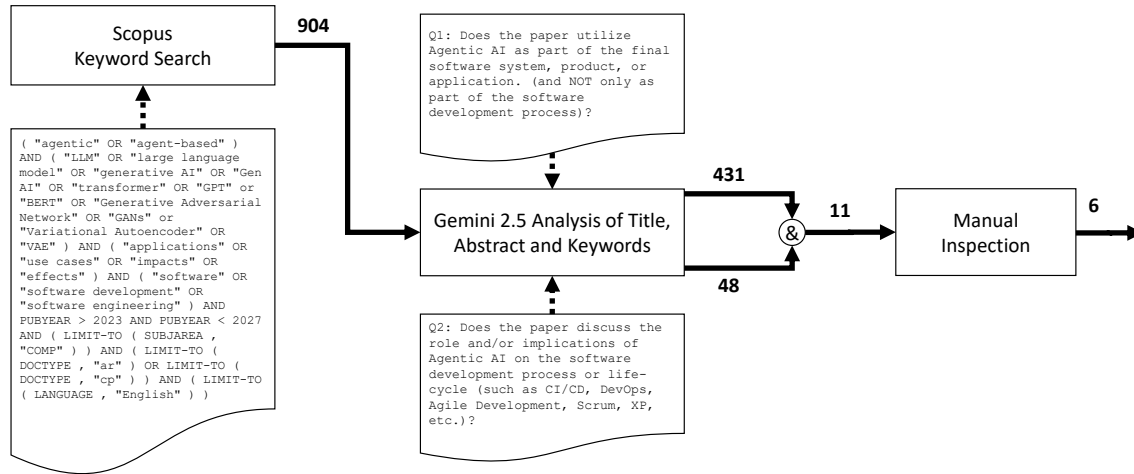 Scopus
Keyword Search
904
( "agentic" OR "agent-based" )
AND ( "LLM" OR "large language
model" OR "generative AI" OR "Gen
AI" OR "transformer" OR "GPT" or
"BERT" OR "Generative Adversarial
Network" OR "GANs" or
"Variational Autoencoder" OR
"VAE" ) AND ( "applications" OR
"use cases" OR "impacts" OR
"effects" ) AND ( "software" OR
"software development" OR
"software engineering" ) AND
PUBYEAR > 2023 AND PUBYEAR < 2027
AND ( LIMIT-TO ( SUBJAREA ,
"COMP" ) ) AND ( LIMIT-TO (
DOCTYPE , "ar" ) OR LIMIT-TO (
DOCTYPE , "cp" ) ) AND ( LIMIT-TO
( LANGUAGE , "English" ) )
Q1: Does the paper utilize
Agentic AI as part of the final
software system, product, or
application. (and NOT only as
part of the software
development process)?
Gemini 2.5 Analysis of Title,
Abstract and Keywords
431
48
&
11
Q2: Does the paper discuss the
role and/or implications of
Agentic AI on the software
development process or life-
cycle (such as CI/CD, DevOps,
Agile Development, Scrum, XP,
etc.)?
Manual
Inspection
6